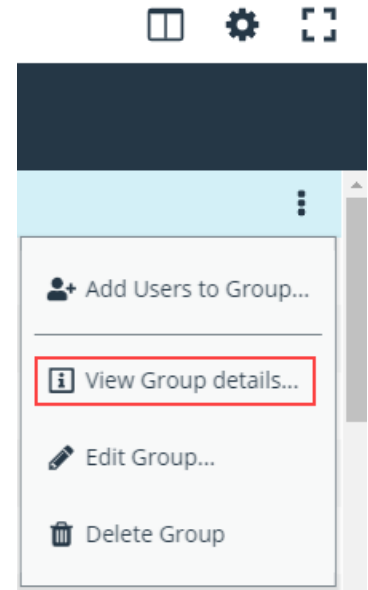 Add Users to Group...
View Group details...
Edit Group...
Delete Group